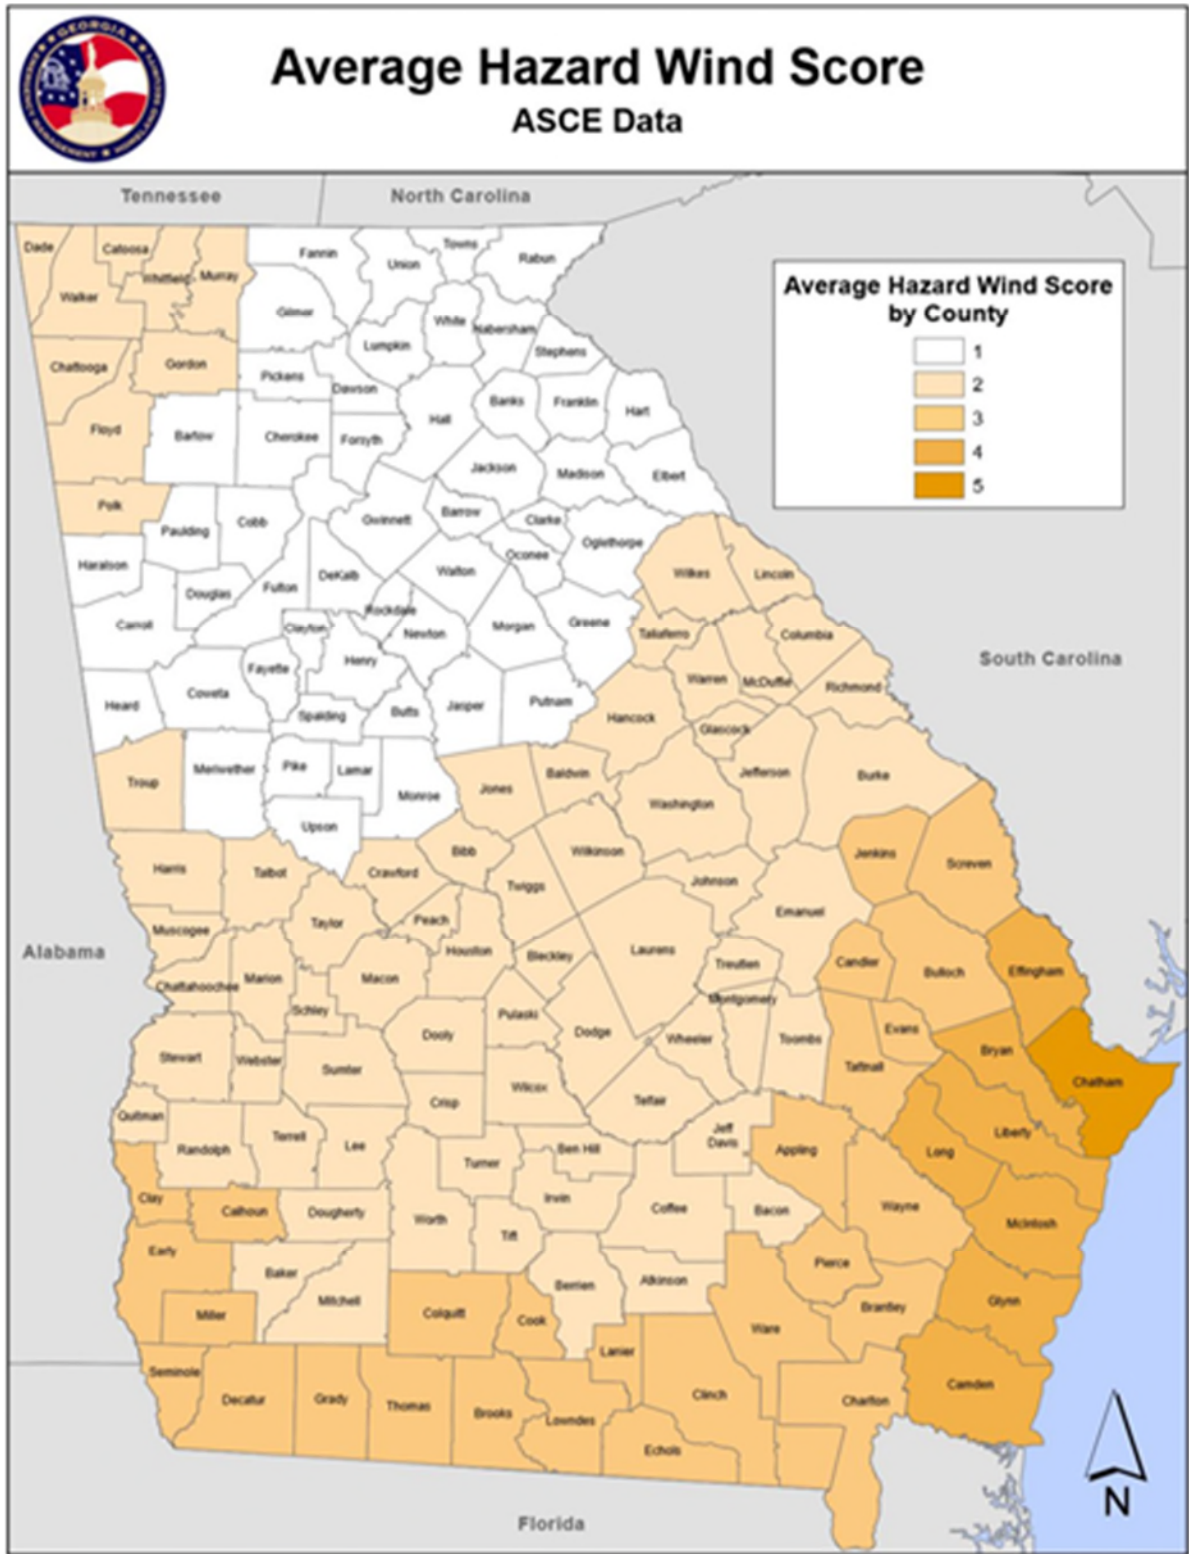 GEORGIA
Average Hazard Wind Score
ASCE Data
Tennessee
North Carolina
Average Hazard Wind Score
by County
1
2
3
4
5
South Carolina
Alabama
Florida
N
Dade
Catoosa
Whitfield
Murray
Walker
Fannin
Union
Towns
Rabun
Gilmer
White
Habersham
Lumpkin
Stephens
Chattooga
Gordon
Pickens
Dawson
Hall
Banks
Franklin
Hart
Floyd
Bartow
Cherokee
Forsyth
Jackson
Madison
Elbert
Polk
Paulding
Cobb
Gwinnett
Barrow
Clarke
Oglethorpe
Oconee
Haralson
Douglas
Fulton
DeKalb
Walton
Wilkes
Lincoln
Carroll
Clayton
Rockdale
Newton
Morgan
Greene
Taliaferro
Columbia
Heard
Coweta
Fayette
Henry
Spalding
Butts
Jasper
Putnam
Hancock
Warren
McDuffie
Richmond
Glascock
Troup
Meriwether
Pike
Lamar
Monroe
Jones
Baldwin
Washington
Jefferson
Burke
Upson
Harris
Talbot
Crawford
Bibb
Twiggs
Wilkinson
Johnson
Jenkins
Screven
Muscogee
Taylor
Peach
Houston
Bleckley
Laurens
Emanuel
Chattahoochee
Marion
Schley
Macon
Treutlen
Candler
Bulloch
Effingham
Stewart
Webster
Sumter
Dooly
Pulaski
Dodge
Wheeler
Montgomery
Toombs
Tattnall
Evans
Bryan
Chatham
Quitman
Randolph
Terrell
Lee
Crisp
Wilcox
Telfair
Jeff
Davis
Appling
Long
Liberty
Clay
Calhoun
Dougherty
Worth
Turner
Ben Hill
Irwin
Tift
Coffee
Bacon
Wayne
McIntosh
Early
Baker
Mitchell
Miller
Colquitt
Cook
Berrien
Atkinson
Pierce
Ware
Brantley
Glynn
Seminole
Decatur
Grady
Thomas
Brooks
Lowndes
Lanier
Clinch
Echols
Charlton
Camden